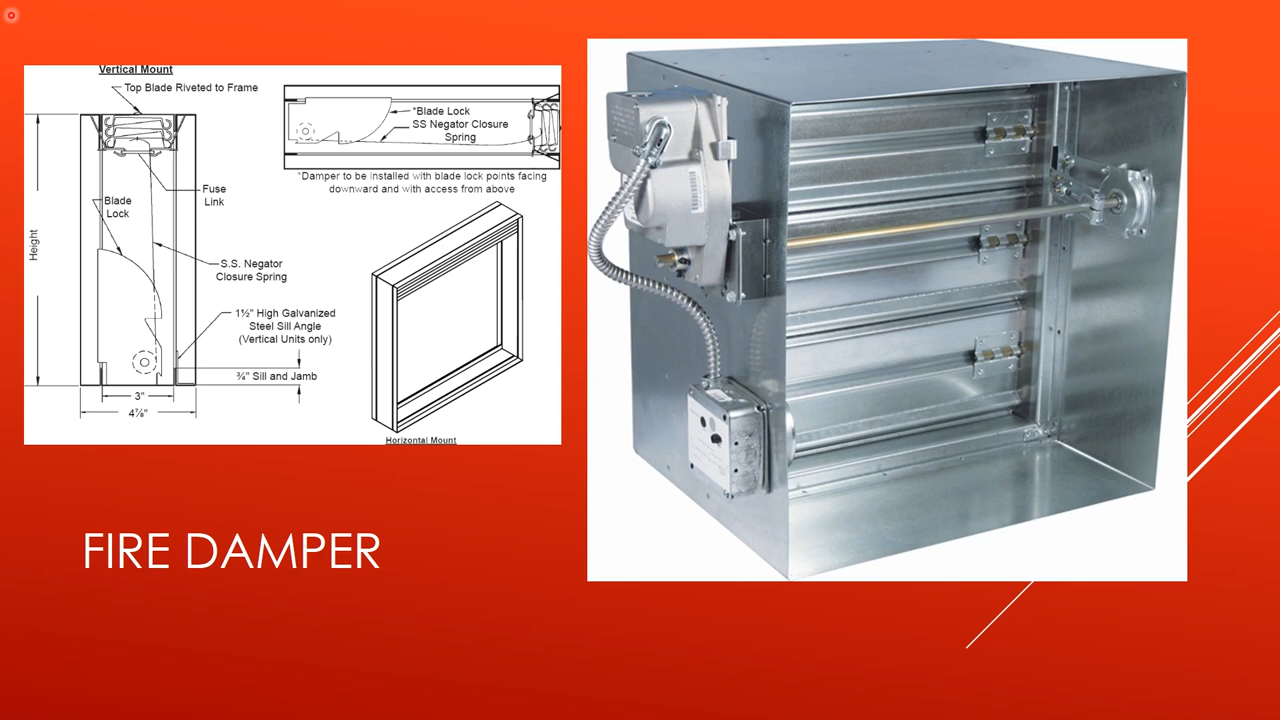 Vertical Mount
Top Blade Riveted to Frame
*Blade Lock
SS Negator Closure
Spring
*Damper to be installed with blade lock points facing
downward and with access from above
Fuse
Link
Blade
Lock
Height
S.S. Negator
Closure Spring
1½" High Galvanized
Steel Sill Angle
(Vertical Units only)
¾" Sill and Jamb
3"
4⅞"
Horizontal Mount
FIRE DAMPER